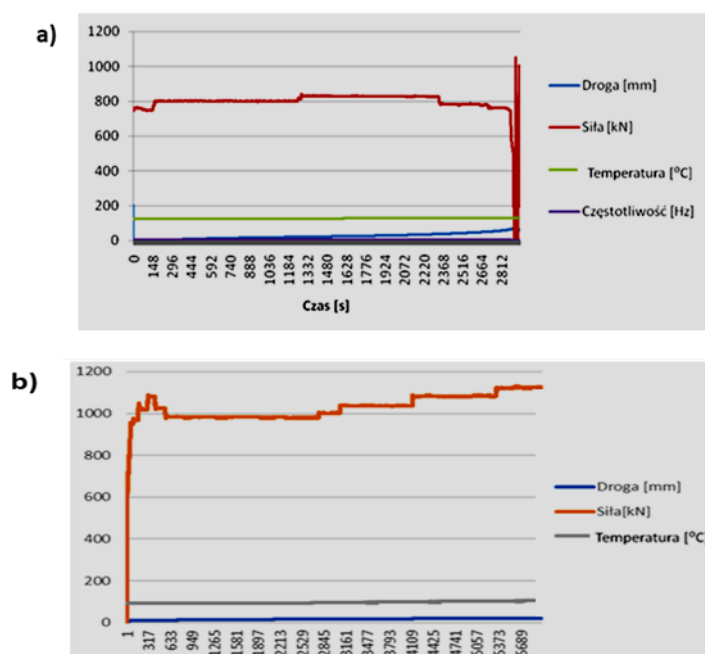 a)
1200
1000
800
600
400
200
0
Droga [mm]
Siła [kN]
Temperatura [°C]
Częstotliwość [Hz]
0 148 296 444 592 740 888 1036 1184 1332 1480 1628 1776 1924 2072 2220 2368 2516 2664 2812
Czas [s]
b)
1200
1000
800
600
400
200
0
Droga [mm]
Siła[kN]
Temperatura [°C]
1 317 633 949 1265 1581 1897 2213 2529 2845 3161 3477 3793 4109 4425 4741 5057 5373 5689